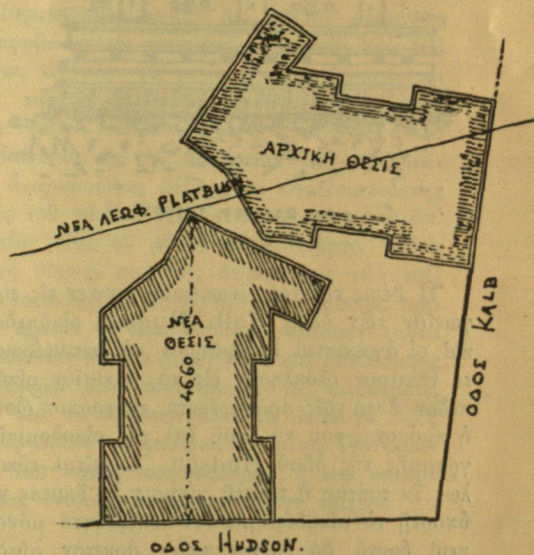 ΑΡΧΙΚΗ ΘΕΣΙΣ
ΝΕΑ ΛΕΩΦ. PLATBUSH
ΝΕΑ
ΘΕΣΙΣ
46,60
ΟΔΟΣ KALB
ΟΔΟΣ HUDSON.